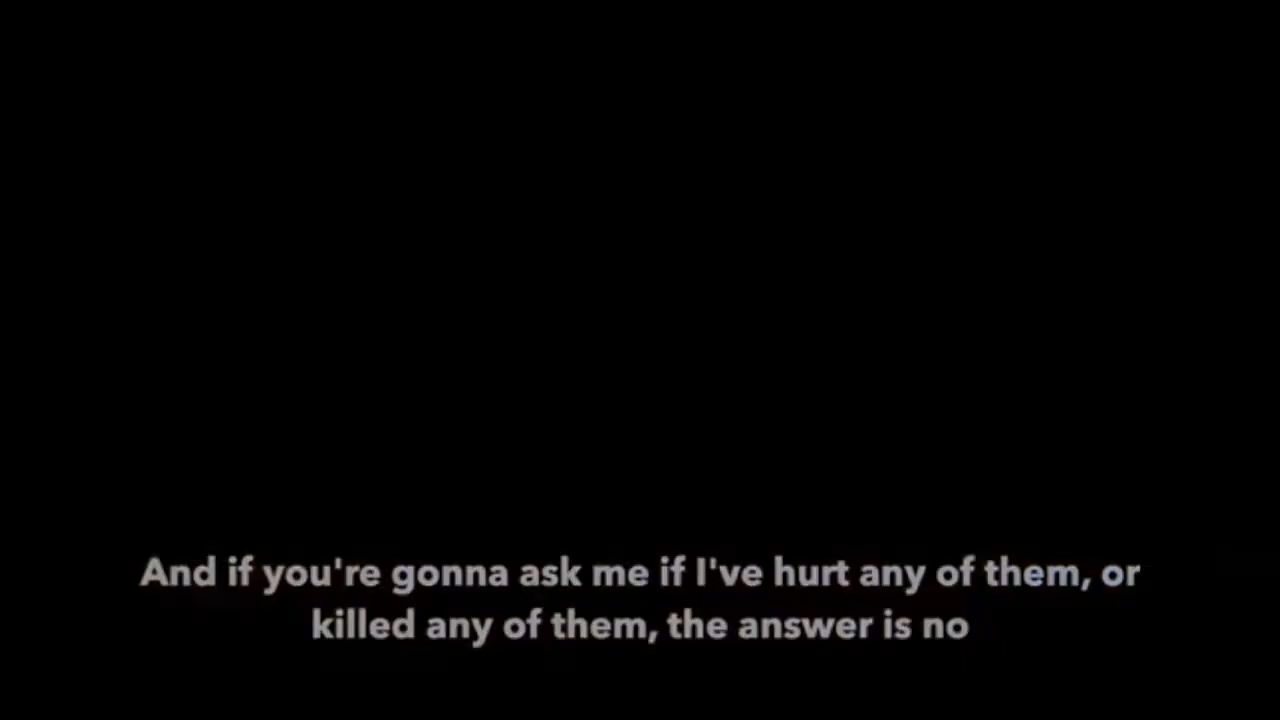 And if you're gonna ask me if I've hurt any of them, or
killed any of them, the answer is no